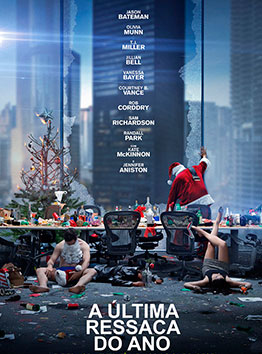 JASON
BATEMAN
OLIVIA
MUNN
T.J.
MILLER
JILLIAN
BELL
VANESSA
BAYER
COURTNEY B.
VANCE
ROB
CORDDRY
SAM
RICHARDSON
RANDALL
PARK
VIA
KATE
McKINNON
E
JENNIFER
ANISTON
A ÚLTIMA
RESSACA
DO ANO